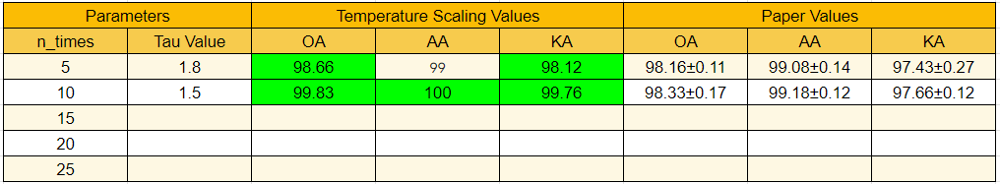 Parameters Temperature Scaling Values Paper Values
n_times Tau Value OA AA KA OA AA KA
5 1.8 98.66 99 98.12 98.16±0.11 99.08±0.14 97.43±0.27
10 1.5 99.83 100 99.76 98.33±0.17 99.18±0.12 97.66±0.12
15
20
25